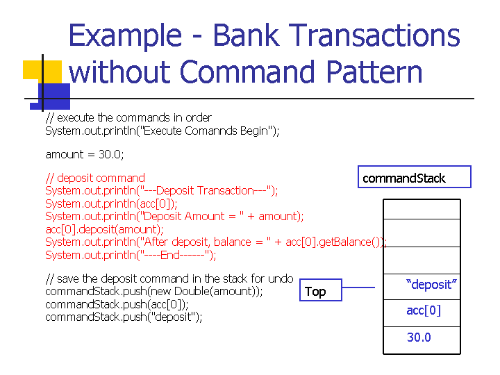 Example - Bank Transactions
without Command Pattern
// execute the commands in order
System.out.println("Execute Comannds Begin");
amount = 30.0;
// deposit command
System.out.println("---Deposit Transaction---");
System.out.println(acc[0]);
System.out.println("Deposit Amount = " + amount);
acc[0].deposit(amount);
System.out.println("After deposit, balance = " + acc[0].getBalance());
System.out.println("----End------");
// save the deposit command in the stack for undo
commandStack.push(new Double(amount));
commandStack.push(acc[0]);
commandStack.push("deposit");
commandStack
Top
"deposit"
acc[0]
30.0